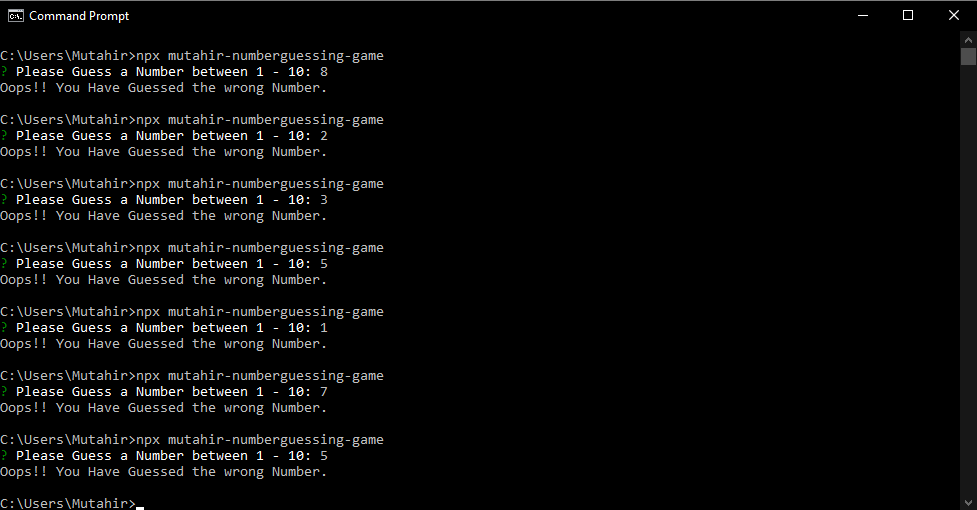 Command Prompt
C:\Users\Mutahir>npx mutahir-numberguessing-game
? Please Guess a Number between 1 - 10: 8
Oops!! You Have Guessed the wrong Number.
C:\Users\Mutahir>npx mutahir-numberguessing-game
? Please Guess a Number between 1 - 10: 2
Oops!! You Have Guessed the wrong Number.
C:\Users\Mutahir>npx mutahir-numberguessing-game
? Please Guess a Number between 1 - 10: 3
Oops!! You Have Guessed the wrong Number.
C:\Users\Mutahir>npx mutahir-numberguessing-game
? Please Guess a Number between 1 - 10: 5
Oops!! You Have Guessed the wrong Number.
C:\Users\Mutahir>npx mutahir-numberguessing-game
? Please Guess a Number between 1 - 10: 1
Oops!! You Have Guessed the wrong Number.
C:\Users\Mutahir>npx mutahir-numberguessing-game
? Please Guess a Number between 1 - 10: 7
Oops!! You Have Guessed the wrong Number.
C:\Users\Mutahir>npx mutahir-numberguessing-game
? Please Guess a Number between 1 - 10: 5
Oops!! You Have Guessed the wrong Number.
C:\Users\Mutahir>